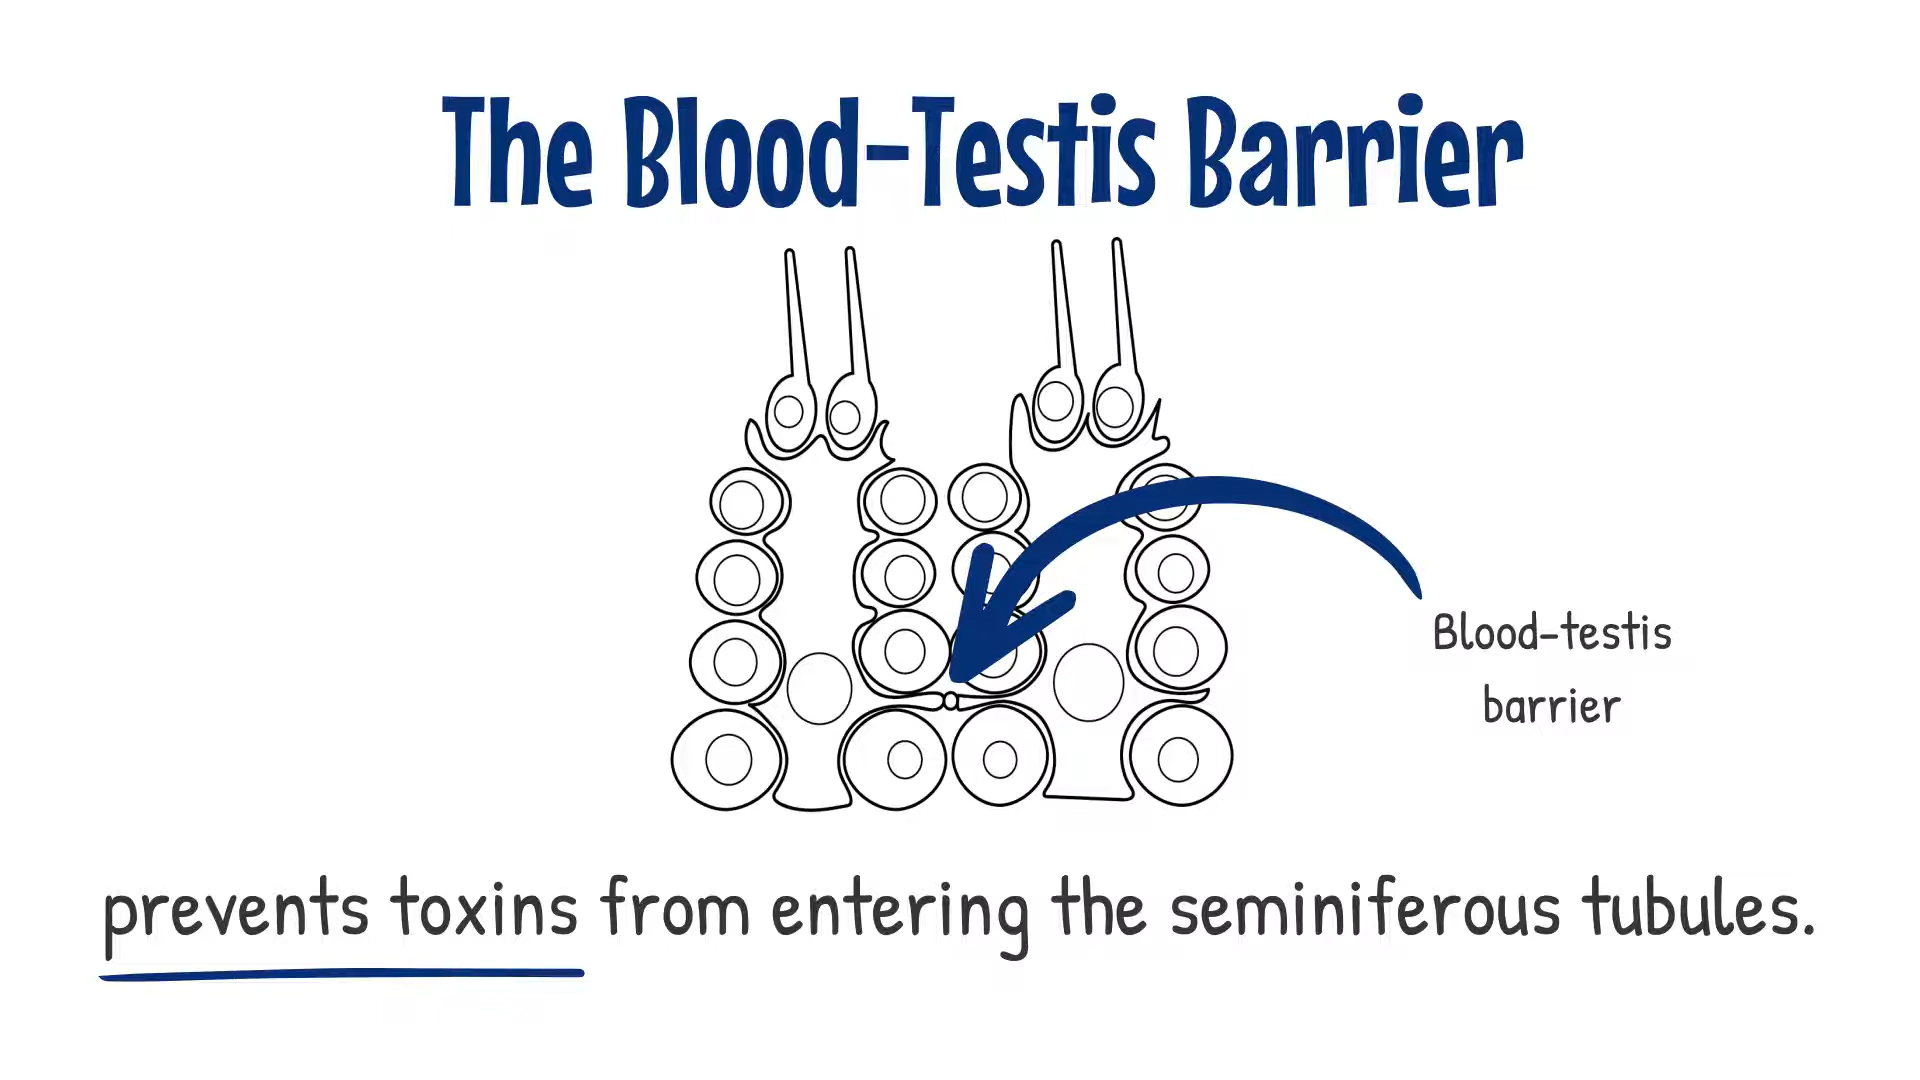 The Blood-Testis Barrier
Blood-testis
barrier
prevents toxins from entering the seminiferous tubules.